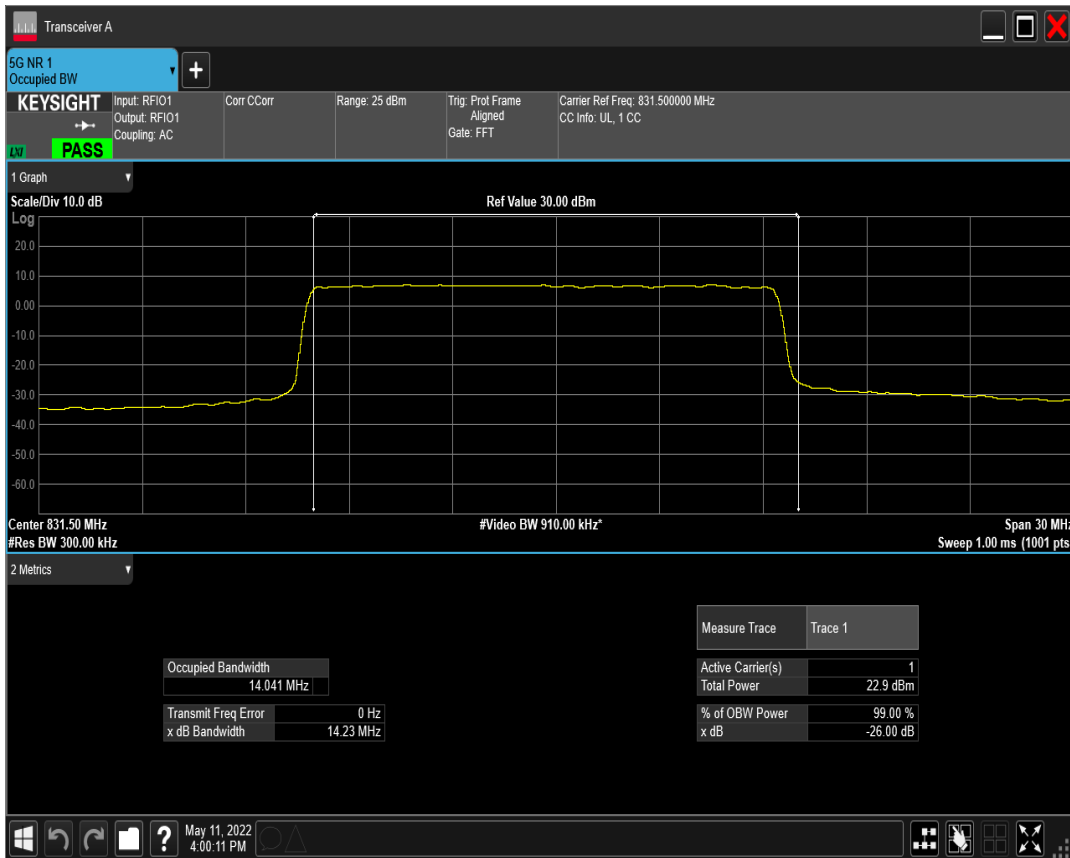 Transceiver A
5G NR 1
Occupied BW
+
KEYSIGHT
LXI
PASS
Input: RFIO1
Output: RFIO1
Coupling: AC
Corr CCorr
Range: 25 dBm
Trig: Prot Frame
Aligned
Gate: FFT
Carrier Ref Freq: 831.500000 MHz
CC Info: UL, 1 CC
1 Graph
Scale/Div 10.0 dB
Ref Value 30.00 dBm
Log
20.0
10.0
0.00
-10.0
-20.0
-30.0
-40.0
-50.0
-60.0
Center 831.50 MHz
#Video BW 910.00 kHz*
Span 30 MHz
#Res BW 300.00 kHz
Sweep 1.00 ms (1001 pts
2 Metrics
Measure Trace Trace 1
Occupied Bandwidth
14.041 MHz
Active Carrier(s) 1
Total Power 22.9 dBm
Transmit Freq Error 0 Hz
x dB Bandwidth 14.23 MHz
% of OBW Power 99.00 %
x dB -26.00 dB
?
May 11, 2022
4:00:11 PM